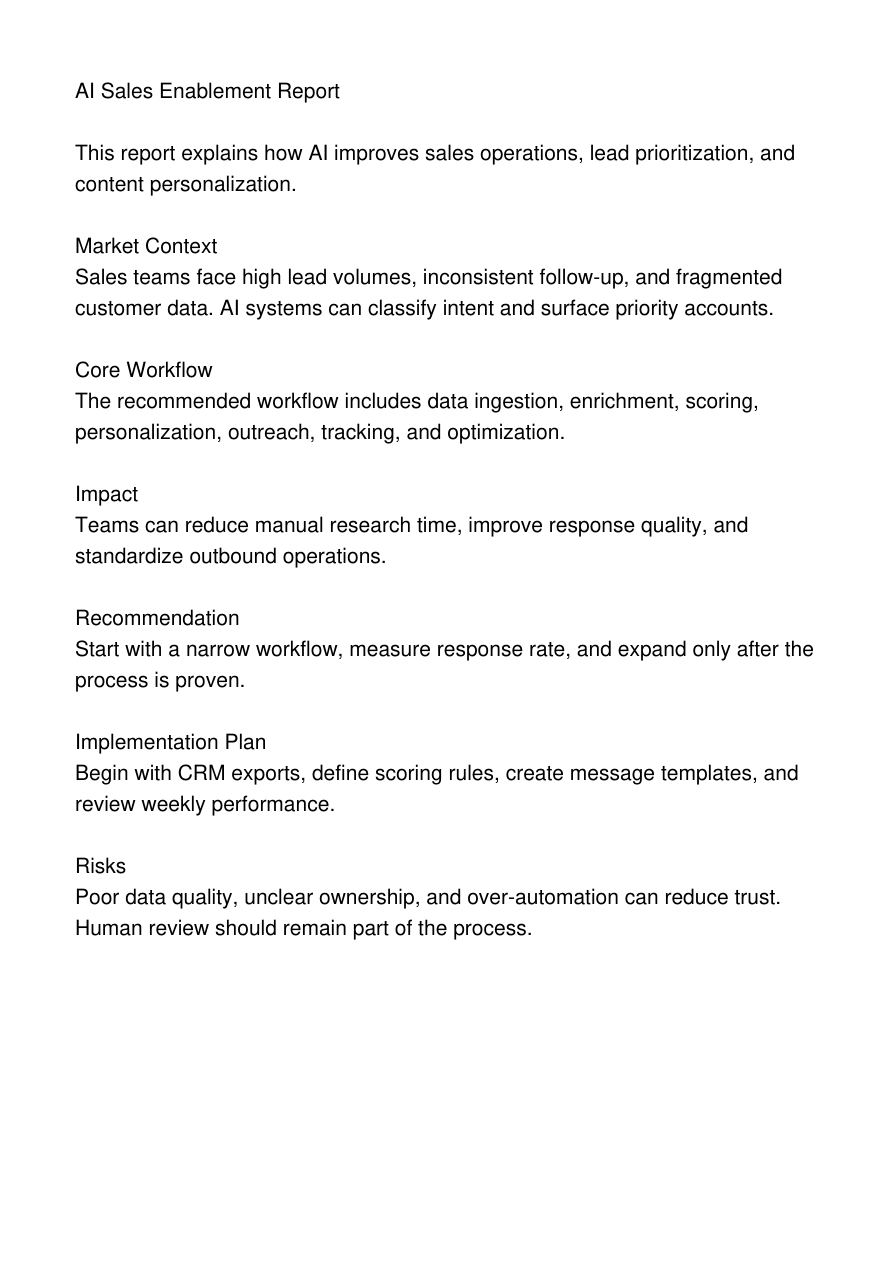 AI Sales Enablement Report
This report explains how AI improves sales operations, lead prioritization, and
content personalization.
Market Context
Sales teams face high lead volumes, inconsistent follow-up, and fragmented
customer data. AI systems can classify intent and surface priority accounts.
Core Workflow
The recommended workflow includes data ingestion, enrichment, scoring,
personalization, outreach, tracking, and optimization.
Impact
Teams can reduce manual research time, improve response quality, and
standardize outbound operations.
Recommendation
Start with a narrow workflow, measure response rate, and expand only after the
process is proven.
Implementation Plan
Begin with CRM exports, define scoring rules, create message templates, and
review weekly performance.
Risks
Poor data quality, unclear ownership, and over-automation can reduce trust.
Human review should remain part of the process.